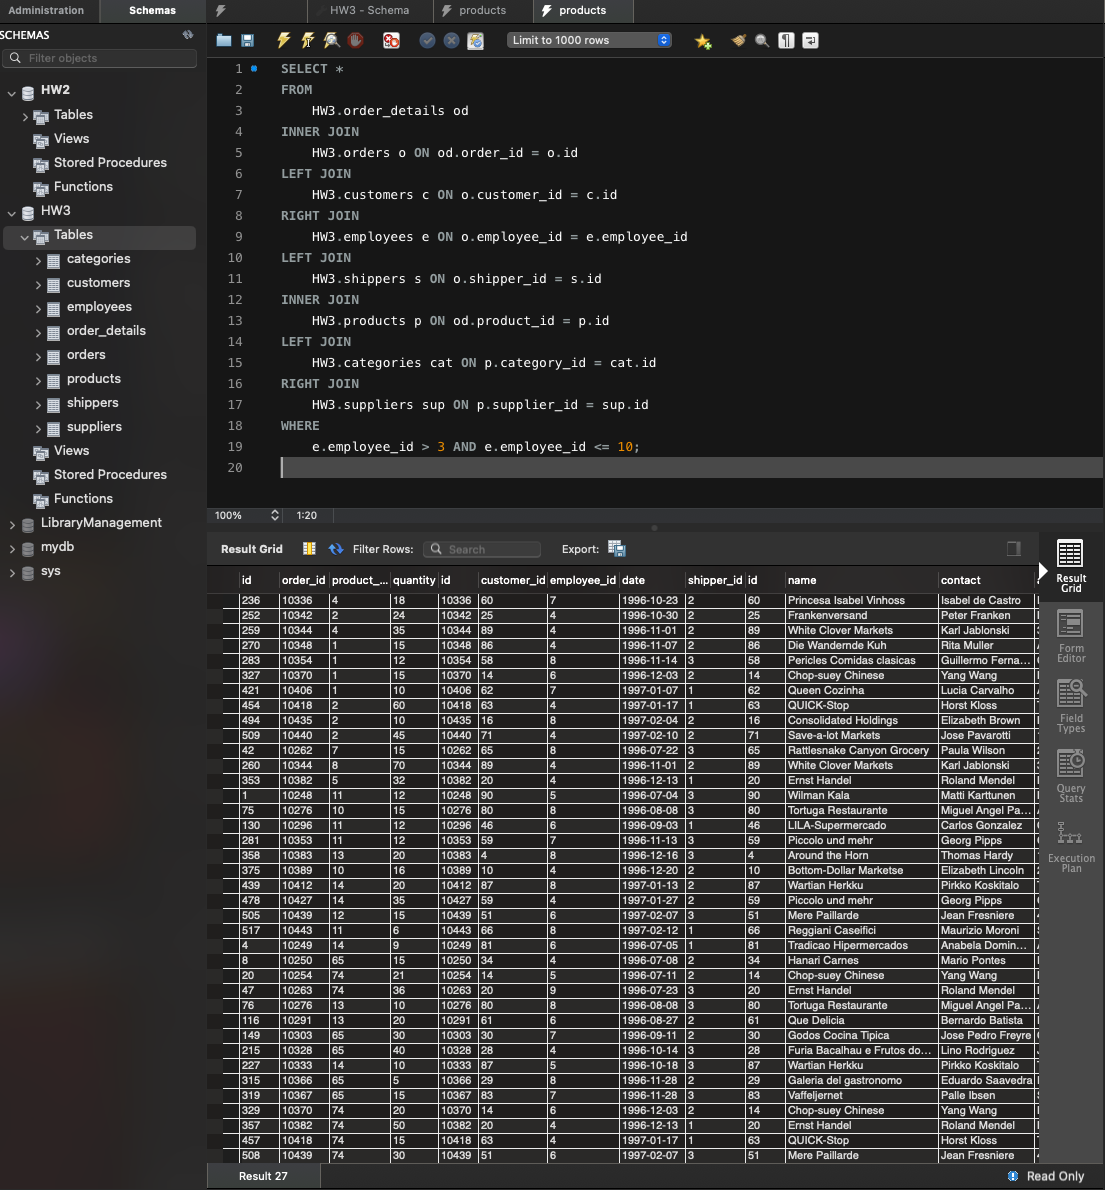 Administration Schemas HW3 - Schema products products
SCHEMAS
Filter objects
HW2
Tables
Views
Stored Procedures
Functions
HW3
Tables
categories
customers
employees
order_details
orders
products
shippers
suppliers
Views
Stored Procedures
Functions
LibraryManagement
mydb
sys
Limit to 1000 rows
1 SELECT *
2 FROM
3 HW3.order_details od
4 INNER JOIN
5 HW3.orders o ON od.order_id = o.id
6 LEFT JOIN
7 HW3.customers c ON o.customer_id = c.id
8 RIGHT JOIN
9 HW3.employees e ON o.employee_id = e.employee_id
10 LEFT JOIN
11 HW3.shippers s ON o.shipper_id = s.id
12 INNER JOIN
13 HW3.products p ON od.product_id = p.id
14 LEFT JOIN
15 HW3.categories cat ON p.category_id = cat.id
16 RIGHT JOIN
17 HW3.suppliers sup ON p.supplier_id = sup.id
18 WHERE
19 e.employee_id > 3 AND e.employee_id <= 10;
20
100% 1:20
Result Grid Filter Rows: Search Export:
id order_id product_... quantity id customer_id employee_id date shipper_id id name contact
236 10336 4 18 10336 60 7 1996-10-23 2 60 Princesa Isabel Vinhoss Isabel de Castro
252 10342 2 24 10342 25 4 1996-10-30 2 25 Frankenversand Peter Franken
259 10344 4 35 10344 89 4 1996-11-01 2 89 White Clover Markets Karl Jablonski
270 10348 1 15 10348 86 4 1996-11-07 2 86 Die Wandernde Kuh Rita Muller
283 10354 1 12 10354 58 8 1996-11-14 3 58 Pericles Comidas clasicas Guillermo Ferna...
327 10370 1 15 10370 14 6 1996-12-03 2 14 Chop-suey Chinese Yang Wang
421 10406 1 10 10406 62 7 1997-01-07 1 62 Queen Cozinha Lucia Carvalho
454 10418 2 60 10418 63 4 1997-01-17 1 63 QUICK-Stop Horst Kloss
494 10435 2 10 10435 16 8 1997-02-04 2 16 Consolidated Holdings Elizabeth Brown
509 10440 2 45 10440 71 4 1997-02-10 2 71 Save-a-lot Markets Jose Pavarotti
42 10262 7 15 10262 65 8 1996-07-22 3 65 Rattlesnake Canyon Grocery Paula Wilson
260 10344 8 70 10344 89 4 1996-11-01 2 89 White Clover Markets Karl Jablonski
353 10382 5 32 10382 20 4 1996-12-13 1 20 Ernst Handel Roland Mendel
1 10248 11 12 10248 90 5 1996-07-04 3 90 Wilman Kala Matti Karttunen
75 10276 10 15 10276 80 8 1996-08-08 3 80 Tortuga Restaurante Miguel Angel Pa...
130 10296 11 12 10296 46 6 1996-09-03 1 46 LILA-Supermercado Carlos Gonzalez
281 10353 11 12 10353 59 7 1996-11-13 3 59 Piccolo und mehr Georg Pipps
358 10383 13 20 10383 4 8 1996-12-16 3 4 Around the Horn Thomas Hardy
375 10389 10 16 10389 10 4 1996-12-20 2 10 Bottom-Dollar Marketse Elizabeth Lincoln
439 10412 14 20 10412 87 8 1997-01-13 2 87 Wartian Herkku Pirkko Koskitalo
478 10427 14 35 10427 59 4 1997-01-27 2 59 Piccolo und mehr Georg Pipps
505 10439 12 15 10439 51 6 1997-02-07 3 51 Mere Paillarde Jean Fresniere
517 10443 11 6 10443 66 8 1997-02-12 1 66 Reggiani Caseifici Maurizio Moroni
4 10249 14 9 10249 81 6 1996-07-05 1 81 Tradicao Hipermercados Anabela Domin...
8 10250 65 15 10250 34 4 1996-07-08 2 34 Hanari Carnes Mario Pontes
20 10254 74 21 10254 14 5 1996-07-11 2 14 Chop-suey Chinese Yang Wang
47 10263 74 36 10263 20 9 1996-07-23 3 20 Ernst Handel Roland Mendel
76 10276 13 10 10276 80 8 1996-08-08 3 80 Tortuga Restaurante Miguel Angel Pa...
116 10291 13 20 10291 61 6 1996-08-27 2 61 Que Delicia Bernardo Batista
149 10303 65 30 10303 30 7 1996-09-11 2 30 Godos Cocina Tipica Jose Pedro Freyre
215 10328 65 40 10328 28 4 1996-10-14 3 28 Furia Bacalhau e Frutos do... Lino Rodriguez
227 10333 14 10 10333 87 5 1996-10-18 3 87 Wartian Herkku Pirkko Koskitalo
315 10366 65 5 10366 29 8 1996-11-28 2 29 Galeria del gastronomo Eduardo Saavedra
319 10367 65 15 10367 83 7 1996-11-28 3 83 Vaffeljernet Palle Ibsen
329 10370 74 20 10370 14 6 1996-12-03 2 14 Chop-suey Chinese Yang Wang
357 10382 74 50 10382 20 4 1996-12-13 1 20 Ernst Handel Roland Mendel
457 10418 74 15 10418 63 4 1997-01-17 1 63 QUICK-Stop Horst Kloss
508 10439 74 30 10439 51 6 1997-02-07 3 51 Mere Paillarde Jean Fresniere
Result
Grid
Form
Editor
Field
Types
Query
Stats
Execution
Plan
Result 27 Read Only